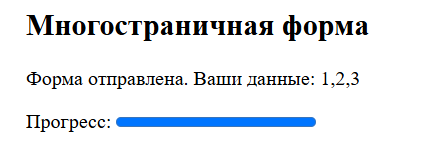 Многостраничная форма
Форма отправлена. Ваши данные: 1,2,3
Прогресс: